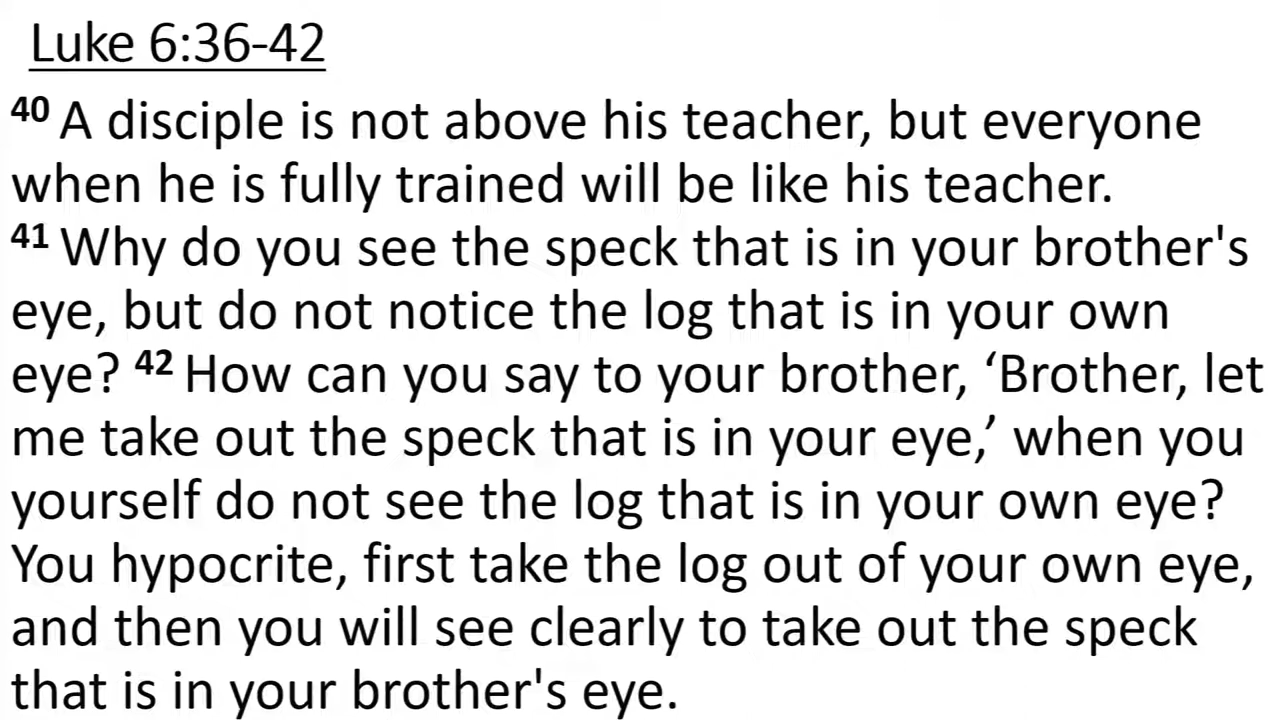 Luke 6:36-42
40 A disciple is not above his teacher, but everyone
when he is fully trained will be like his teacher.
41 Why do you see the speck that is in your brother's
eye, but do not notice the log that is in your own
eye? 42 How can you say to your brother, ‘Brother, let
me take out the speck that is in your eye,’ when you
yourself do not see the log that is in your own eye?
You hypocrite, first take the log out of your own eye,
and then you will see clearly to take out the speck
that is in your brother's eye.